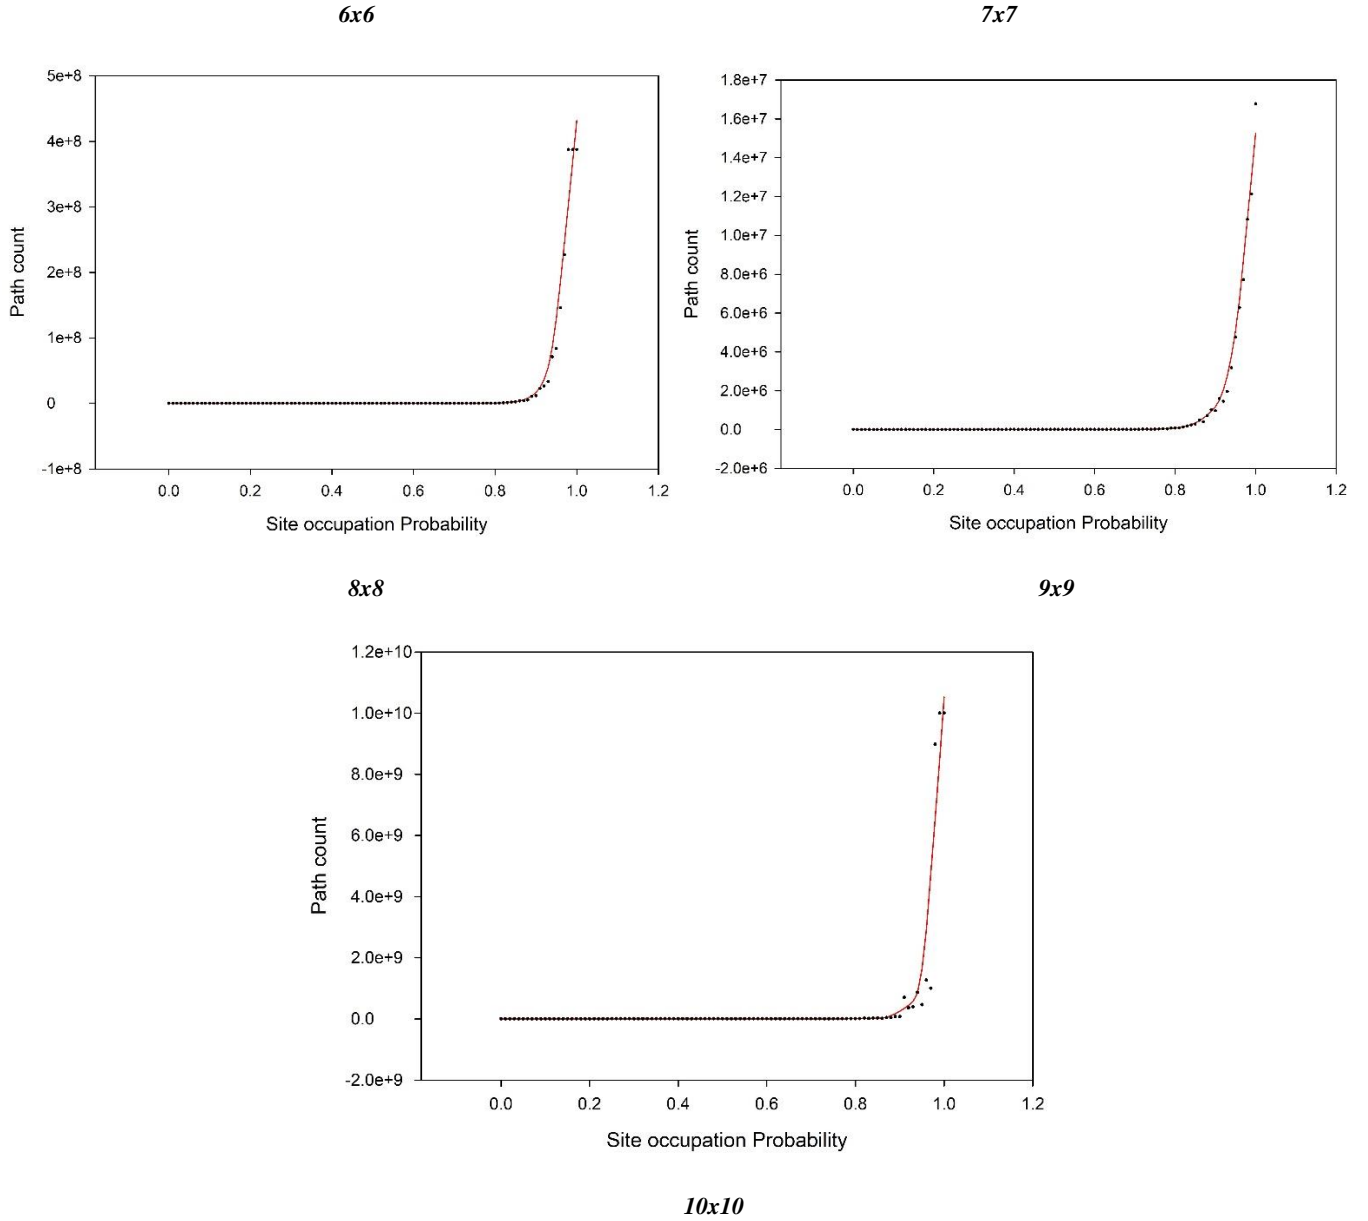 6x6
7x7
5e+8
4e+8
3e+8
2e+8
1e+8
0
-1e+8
Path count
0.0 0.2 0.4 0.6 0.8 1.0 1.2
Site occupation Probability
1.8e+7
1.6e+7
1.4e+7
1.2e+7
1.0e+7
8.0e+6
6.0e+6
4.0e+6
2.0e+6
0.0
-2.0e+6
Path count
0.0 0.2 0.4 0.6 0.8 1.0 1.2
Site occupation Probability
8x8
9x9
1.2e+10
1.0e+10
8.0e+9
6.0e+9
4.0e+9
2.0e+9
0.0
-2.0e+9
Path count
0.0 0.2 0.4 0.6 0.8 1.0 1.2
Site occupation Probability
10x10